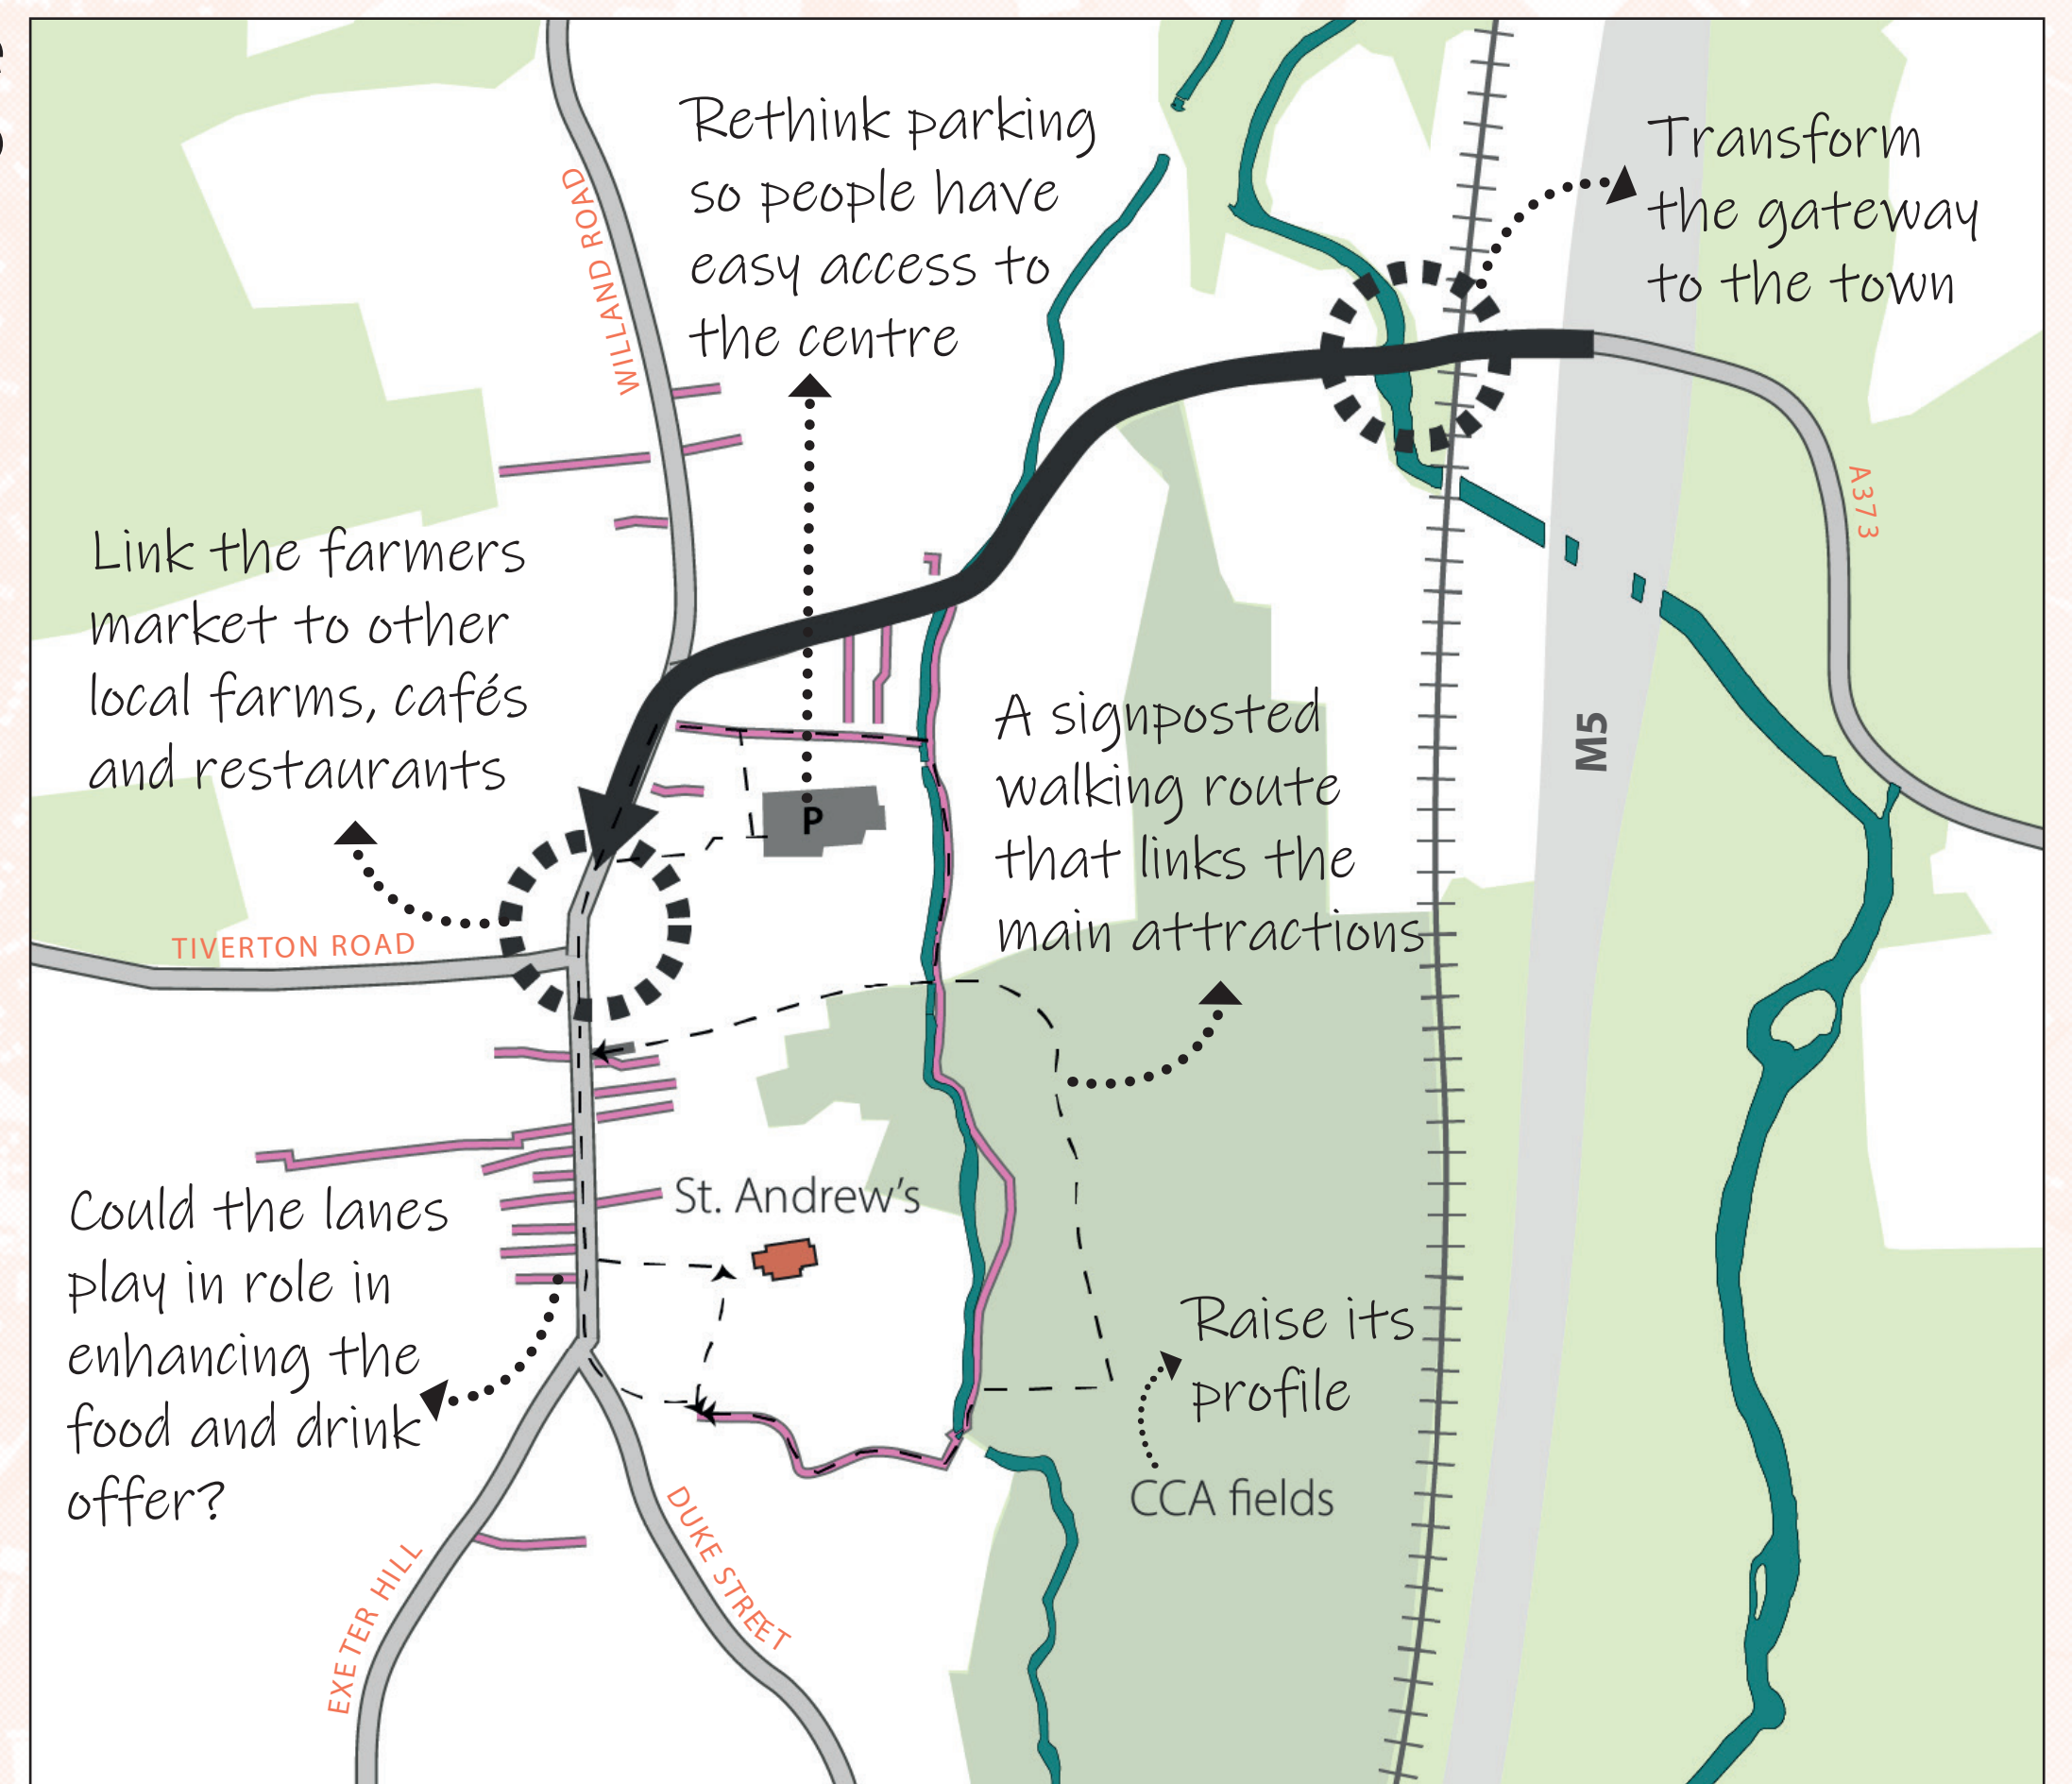 Rethink parking
so people have
easy access to
the centre
Transform
the gateway
to the town
WILLAND ROAD
A373
Link the farmers
market to other
local farms, cafés
and restaurants
A signposted
walking route
that links the
main attractions
M5
P
TIVERTON ROAD
Could the lanes
play in role in
enhancing the
food and drink
offer?
St. Andrew's
Raise its
profile
CCA fields
EXETER HILL
DUKE STREET